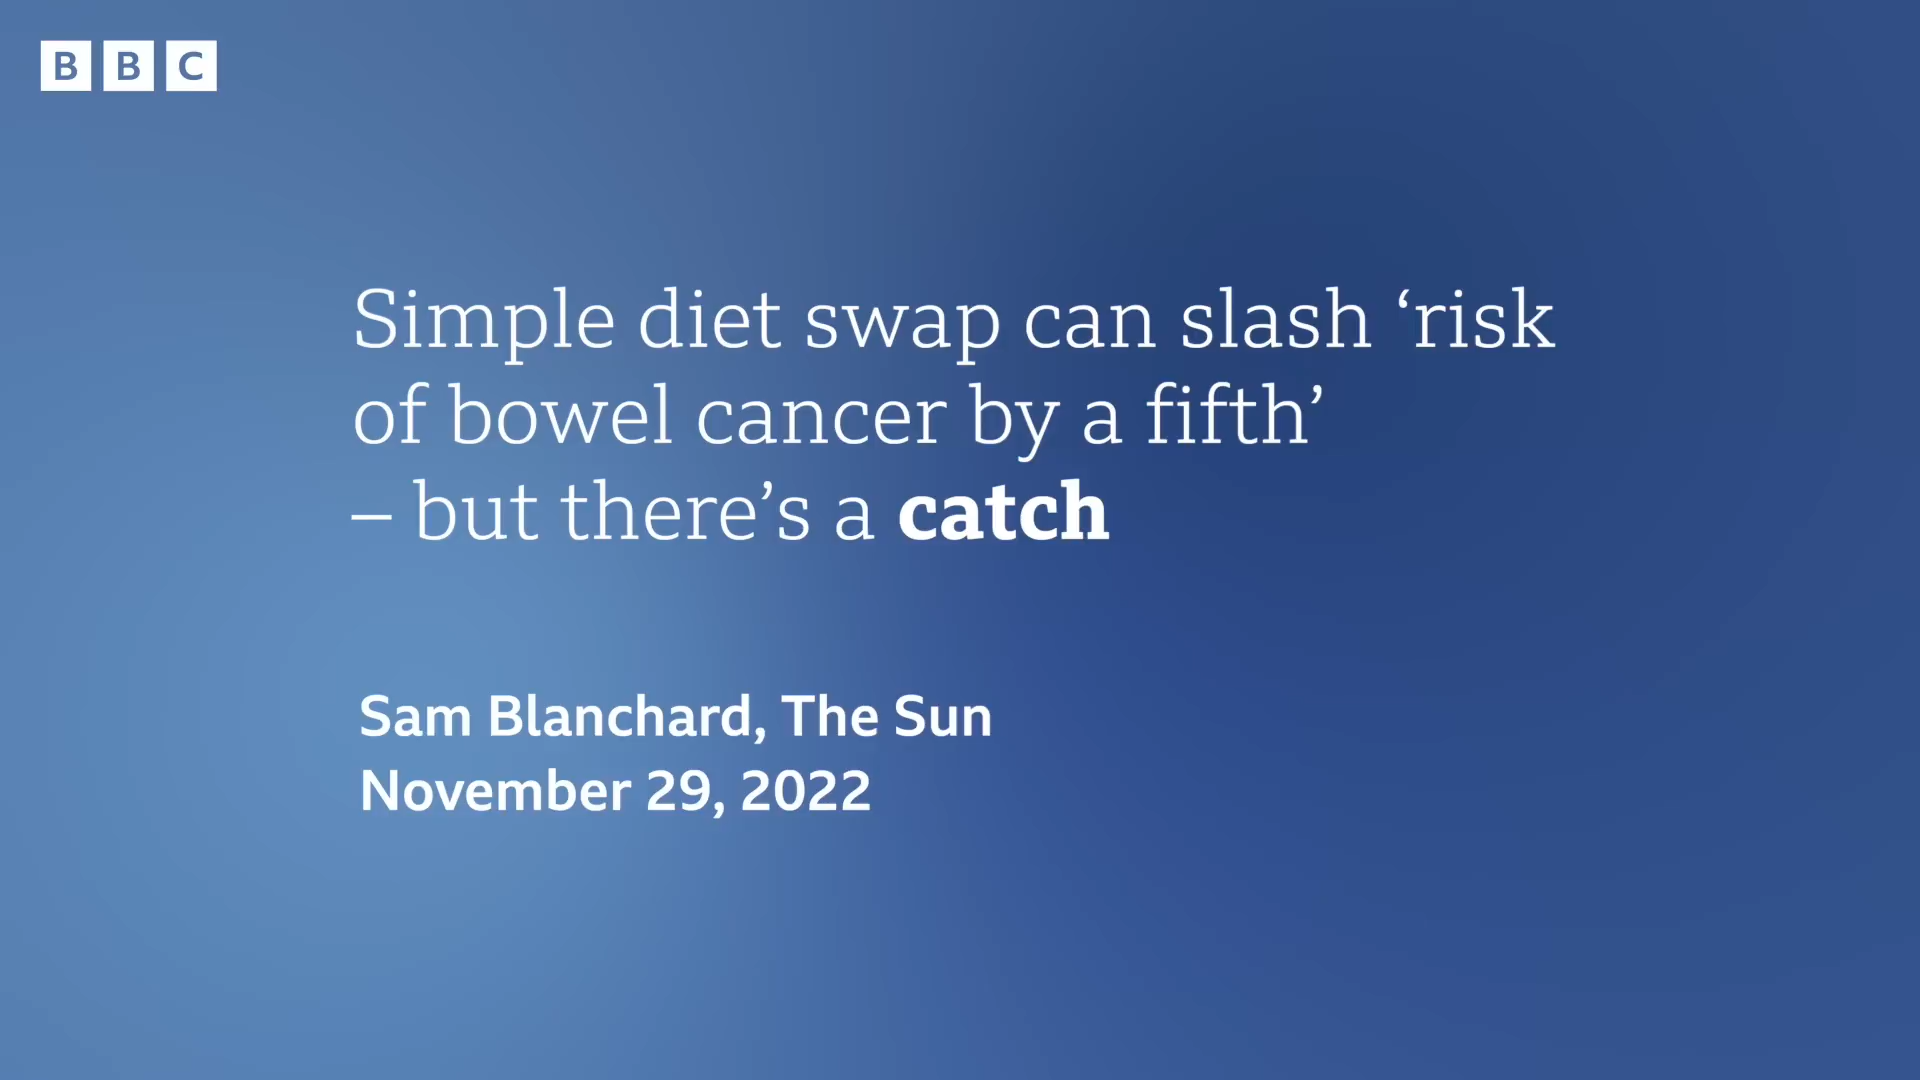 BBC
Simple diet swap can slash ‘risk
of bowel cancer by a fifth’
– but there’s a catch
Sam Blanchard, The Sun
November 29, 2022